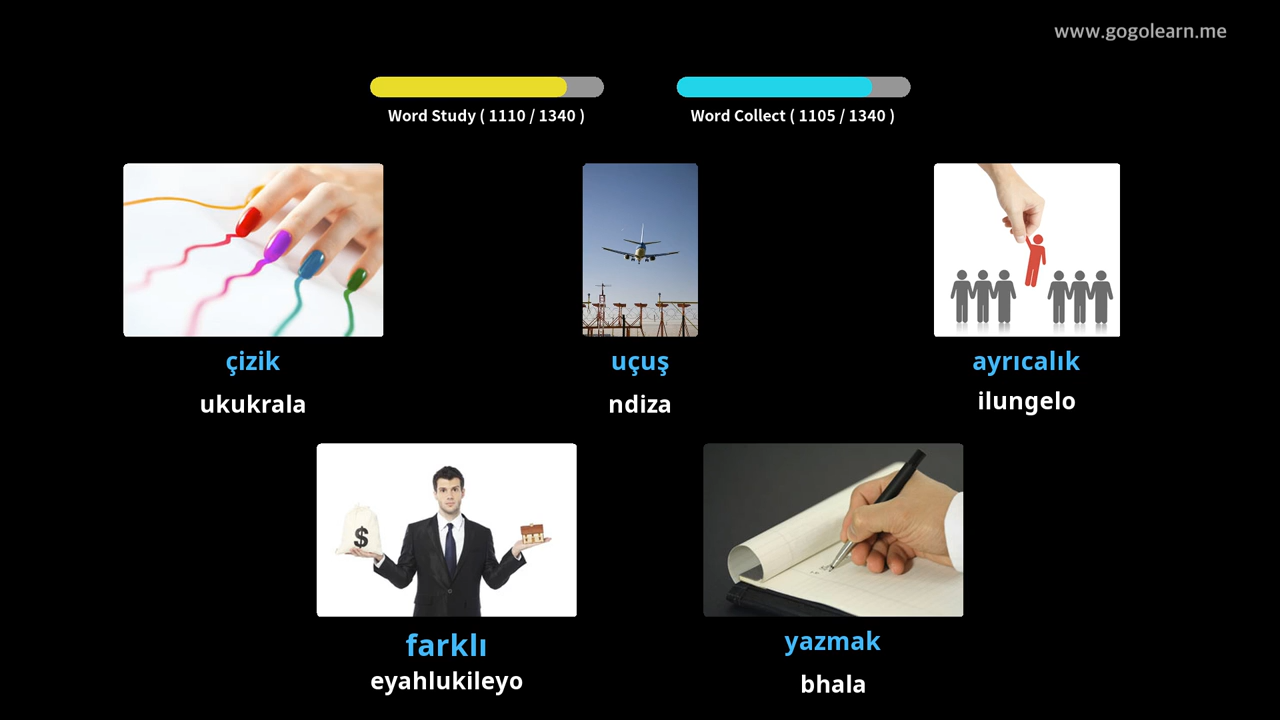 www.gogolearn.me
Word Study ( 1110 / 1340 )
Word Collect ( 1105 / 1340 )
çizik
uçuş
ayrıcalık
ukukrala
ndiza
ilungelo
$
farklı
yazmak
eyahlukileyo
bhala